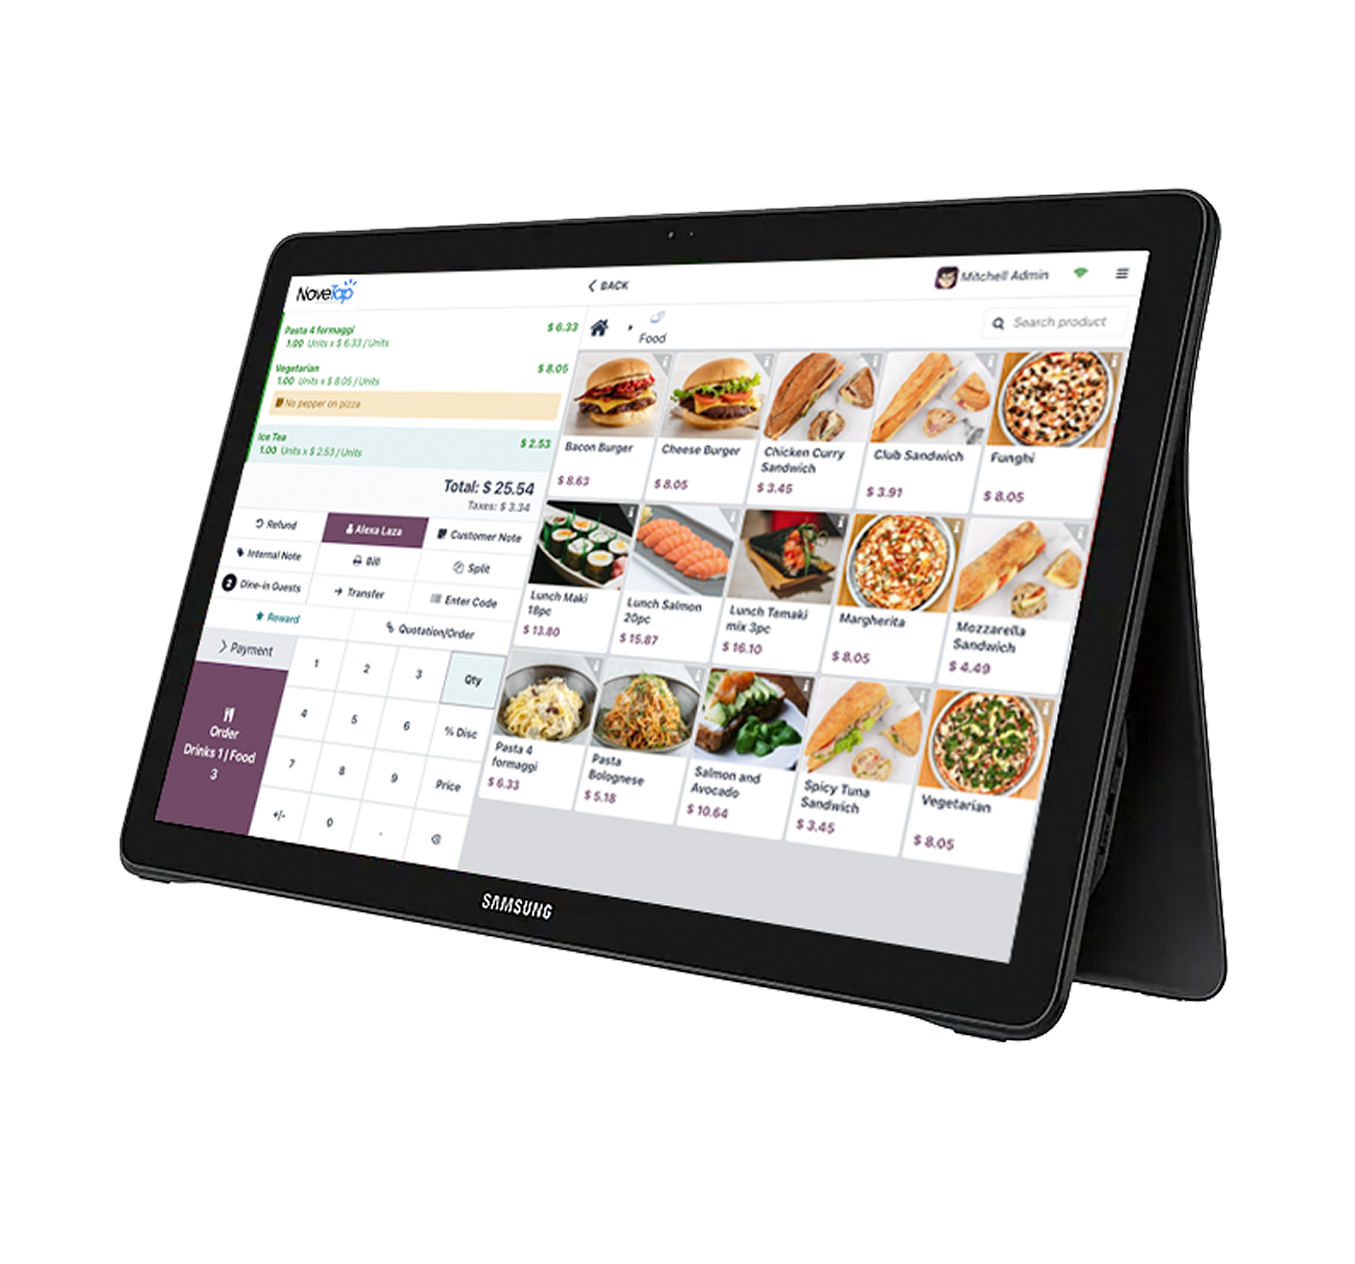 NoveTap
BACK
Mitchell Admin
Pasta 4 formaggi
$ 6.33
1.00 Units x $ 6.33 / Units
Vegetarian
$ 8.05
1.00 Units x $ 8.05 / Units
No pepper on pizza
Ice Tea
$ 2.53
1.00 Units x $ 2.53 / Units
Total: $ 25.54
Taxes: $ 3.34
Refund
Alexa Laza
Customer Note
Internal Note
Bill
Split
2 Dine-in Guests
Transfer
Enter Code
Reward
Quotation/Order
Payment
Order
Drinks 1 | Food
3
1 2 3 Qty
4 5 6 % Disc
7 8 9 Price
+/- 0 .
Food
Search product
Bacon Burger
$ 8.63
Cheese Burger
$ 8.05
Chicken Curry
Sandwich
$ 3.45
Club Sandwich
$ 3.91
Funghi
$ 8.05
Lunch Maki
18pc
$ 13.80
Lunch Salmon
20pc
$ 15.87
Lunch Temaki
mix 3pc
$ 16.10
Margherita
$ 8.05
Mozzarella
Sandwich
$ 4.49
Pasta 4
formaggi
$ 6.33
Pasta
Bolognese
$ 5.18
Salmon and
Avocado
$ 10.64
Spicy Tuna
Sandwich
$ 3.45
Vegetarian
$ 8.05
SAMSUNG